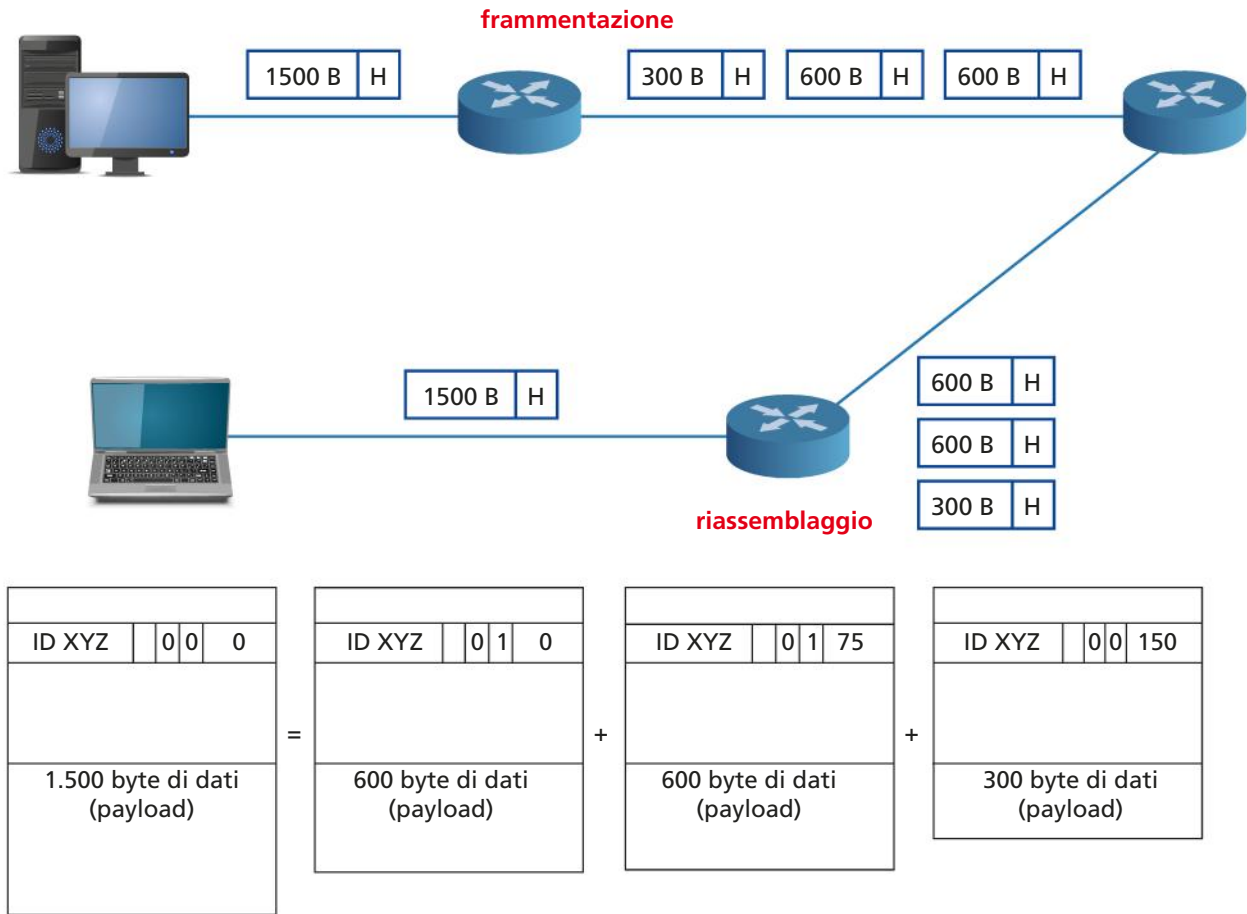 frammentazione
1500 B H
300 B H
600 B H
600 B H
1500 B H
600 B H
600 B H
300 B H
riassemblaggio
ID XYZ 0 0 0
1.500 byte di dati
(payload)
=
ID XYZ 0 1 0
600 byte di dati
(payload)
+
ID XYZ 0 1 75
600 byte di dati
(payload)
+
ID XYZ 0 0 150
300 byte di dati
(payload)